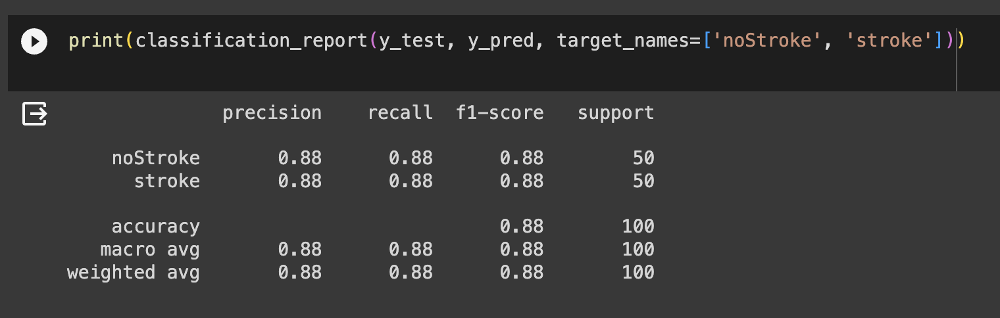 print(classification_report(y_test, y_pred, target_names=['noStroke', 'stroke']))
precision recall f1-score support
noStroke 0.88 0.88 0.88 50
stroke 0.88 0.88 0.88 50
accuracy 0.88 100
macro avg 0.88 0.88 0.88 100
weighted avg 0.88 0.88 0.88 100